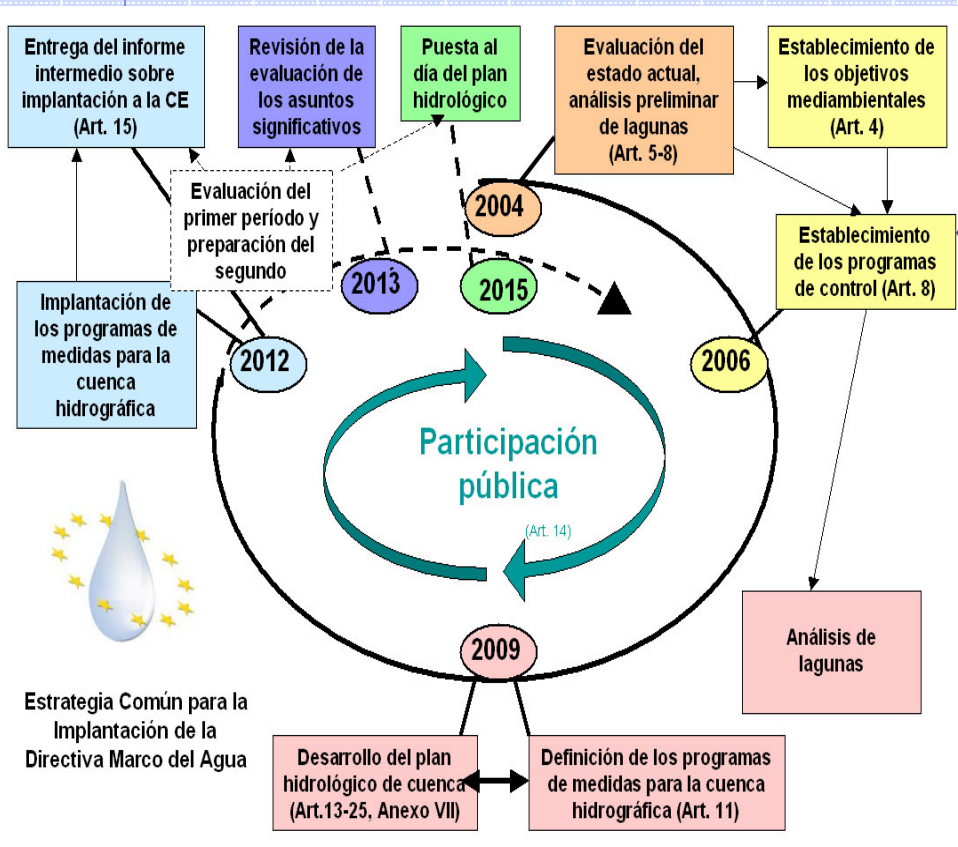 Entrega del informe
intermedio sobre
implantación a la CE
(Art. 15)
Revisión de la
evaluación de
los asuntos
significativos
Puesta al
día del plan
hidrológico
Evaluación del
estado actual,
análisis preliminar
de lagunas
(Art. 5-8)
Establecimiento de
los objetivos
mediambientales
(Art. 4)
Evaluación del
primer período y
preparación del
segundo
2004
Establecimiento
de los programas
de control (Art. 8)
2013
2015
Implantación de
los programas de
medidas para la
cuenca
hidrográfica
2012
2006
Participación
pública
(Art. 14)
Análisis de
lagunas
2009
Estrategia Común para la
Implantación de la
Directiva Marco del Agua
Desarrollo del plan
hidrológico de cuenca
(Art.13-25, Anexo VII)
Definición de los programas
de medidas para la cuenca
hidrográfica (Art. 11)